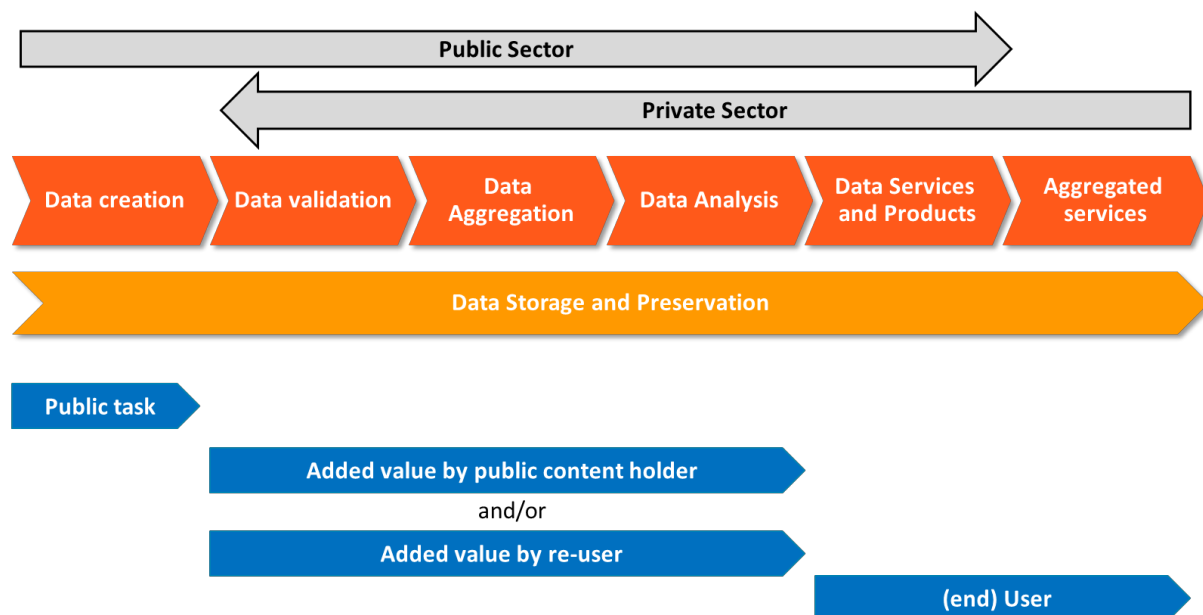 Public Sector
Private Sector
Data creation
Data validation
Data
Aggregation
Data Analysis
Data Services
and Products
Aggregated
services
Data Storage and Preservation
Public task
Added value by public content holder
and/or
Added value by re-user
(end) User